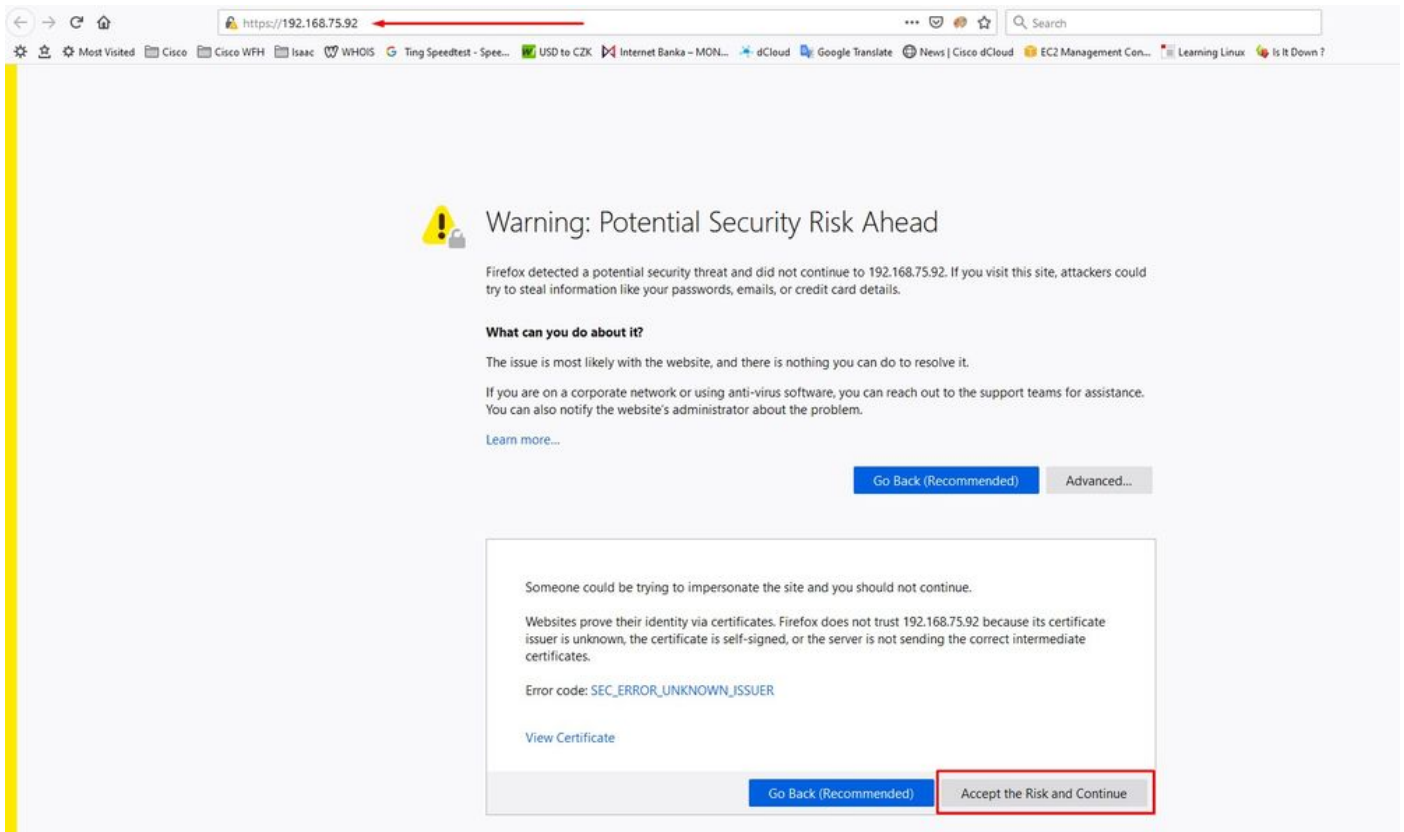 https://192.168.75.92
Search
Most Visited Cisco Cisco WFH Isaac WHOIS Ting Speedtest - Spee... USD to CZK Internet Banka – MON... dCloud Google Translate News | Cisco dCloud EC2 Management Con... Learning Linux Is It Down ?
Warning: Potential Security Risk Ahead
Firefox detected a potential security threat and did not continue to 192.168.75.92. If you visit this site, attackers could
try to steal information like your passwords, emails, or credit card details.
What can you do about it?
The issue is most likely with the website, and there is nothing you can do to resolve it.
If you are on a corporate network or using anti-virus software, you can reach out to the support teams for assistance.
You can also notify the website's administrator about the problem.
Learn more...
Go Back (Recommended) Advanced...
Someone could be trying to impersonate the site and you should not continue.
Websites prove their identity via certificates. Firefox does not trust 192.168.75.92 because its certificate
issuer is unknown, the certificate is self-signed, or the server is not sending the correct intermediate
certificates.
Error code: SEC_ERROR_UNKNOWN_ISSUER
View Certificate
Go Back (Recommended) Accept the Risk and Continue